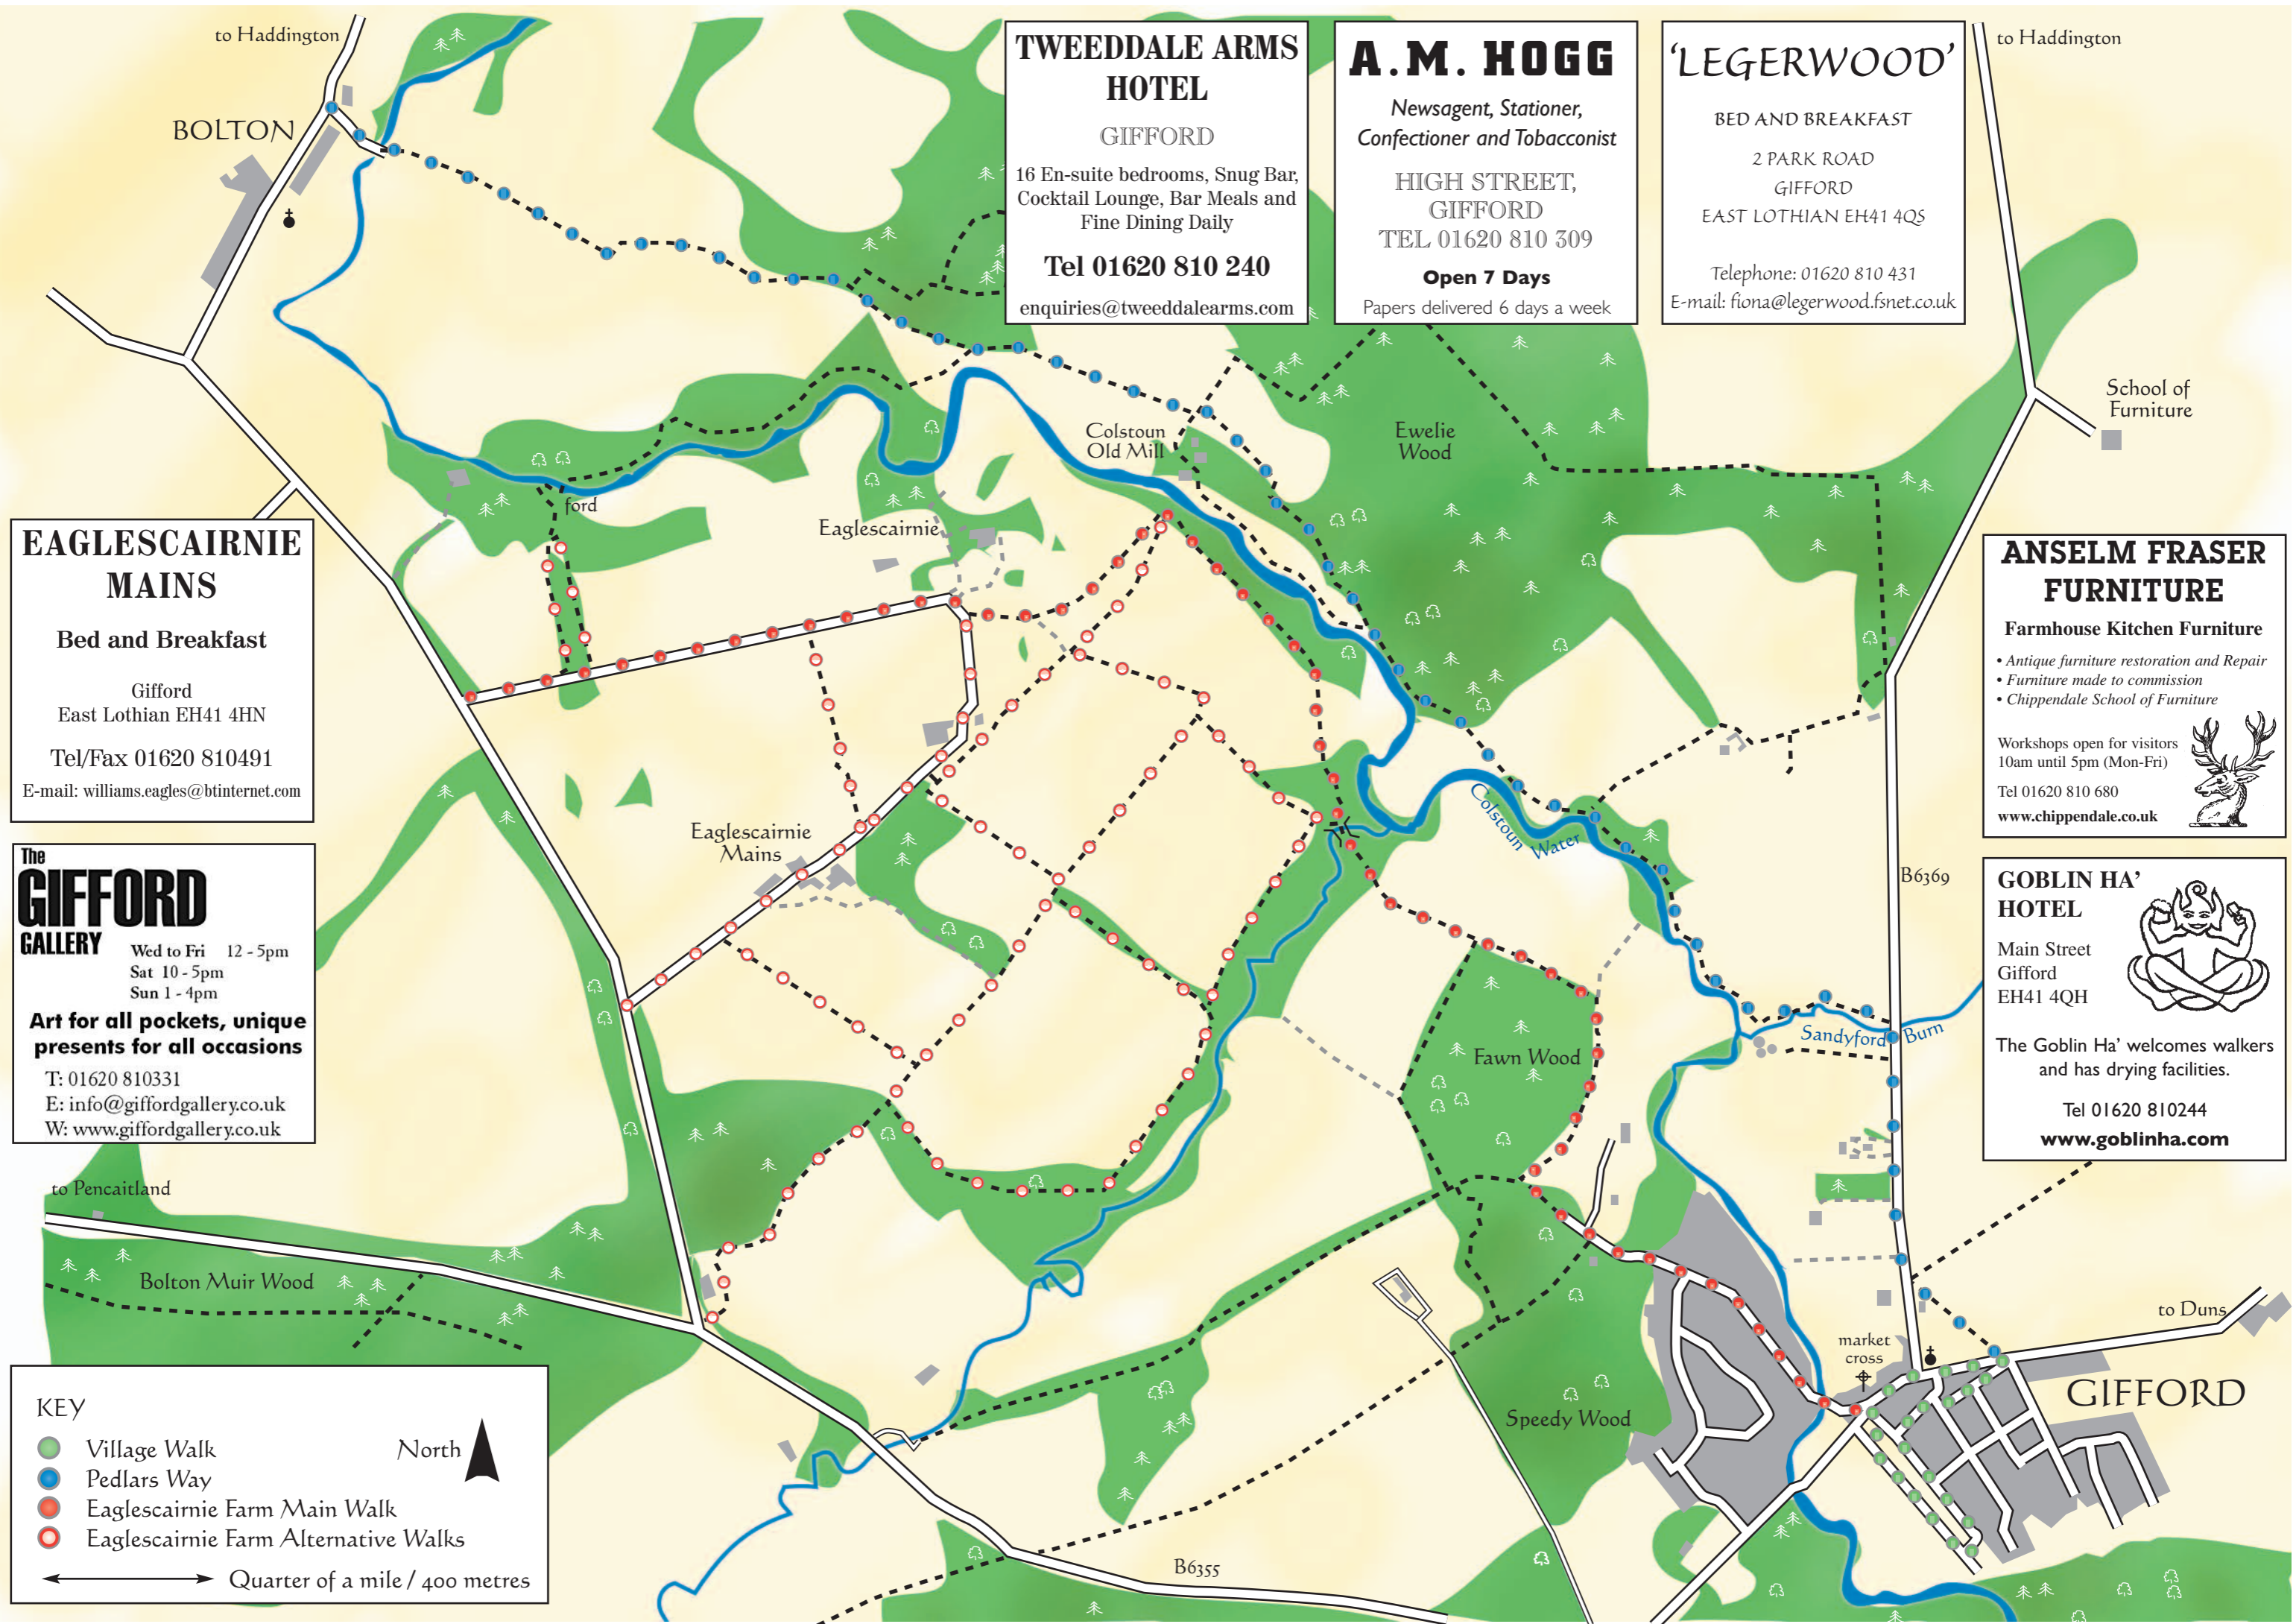 to Haddington
BOLTON
TWEEDDALE ARMS
HOTEL
GIFFORD
16 En-suite bedrooms, Snug Bar,
Cocktail Lounge, Bar Meals and
Fine Dining Daily
Tel 01620 810 240
enquiries@tweeddalearms.com
A.M. HOGG
Newsagent, Stationer,
Confectioner and Tobacconist
HIGH STREET,
GIFFORD
TEL 01620 810 309
Open 7 Days
Papers delivered 6 days a week
'LEGERWOOD'
BED AND BREAKFAST
2 PARK ROAD
GIFFORD
EAST LOTHIAN EH41 4QS
Telephone: 01620 810 431
E-mail: fiona@legerwood.fsnet.co.uk
to Haddington
School of
Furniture
Colstoun
Old Mill
Ewelie
Wood
ford
Eaglescairnie
EAGLESCAIRNIE
MAINS
Bed and Breakfast
Gifford
East Lothian EH41 4HN
Tel/Fax 01620 810491
E-mail: williams.eagles@btinternet.com
ANSELM FRASER
FURNITURE
Farmhouse Kitchen Furniture
• Antique furniture restoration and Repair
• Furniture made to commission
• Chippendale School of Furniture
Workshops open for visitors
10am until 5pm (Mon-Fri)
Tel 01620 810 680
www.chippendale.co.uk
Eaglescairnie
Mains
Colstoun Water
B6369
The
GIFFORD
GALLERY
Wed to Fri 12 - 5pm
Sat 10 - 5pm
Sun 1 - 4pm
Art for all pockets, unique
presents for all occasions
T: 01620 810331
E: info@giffordgallery.co.uk
W: www.giffordgallery.co.uk
GOBLIN HA'
HOTEL
Main Street
Gifford
EH41 4QH
The Goblin Ha' welcomes walkers
and has drying facilities.
Tel 01620 810244
www.goblinha.com
Sandyford Burn
Fawn Wood
to Pencaitland
Bolton Muir Wood
to Duns
market
cross
GIFFORD
Speedy Wood
B6355
KEY
North
Village Walk
Pedlars Way
Eaglescairnie Farm Main Walk
Eaglescairnie Farm Alternative Walks
Quarter of a mile / 400 metres